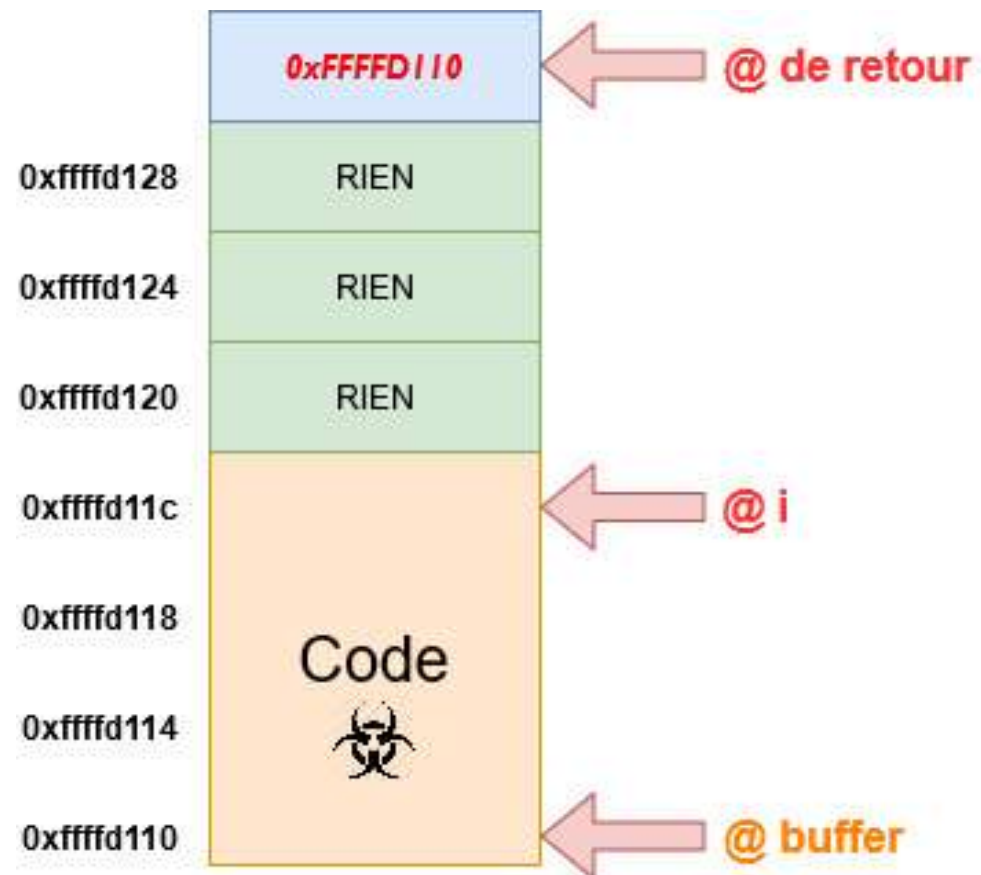 0xFFFFD110 @ de retour
0xffffd128 RIEN
0xffffd124 RIEN
0xffffd120 RIEN
0xffffd11c @ i
0xffffd118
Code
0xffffd114
0xffffd110 @ buffer